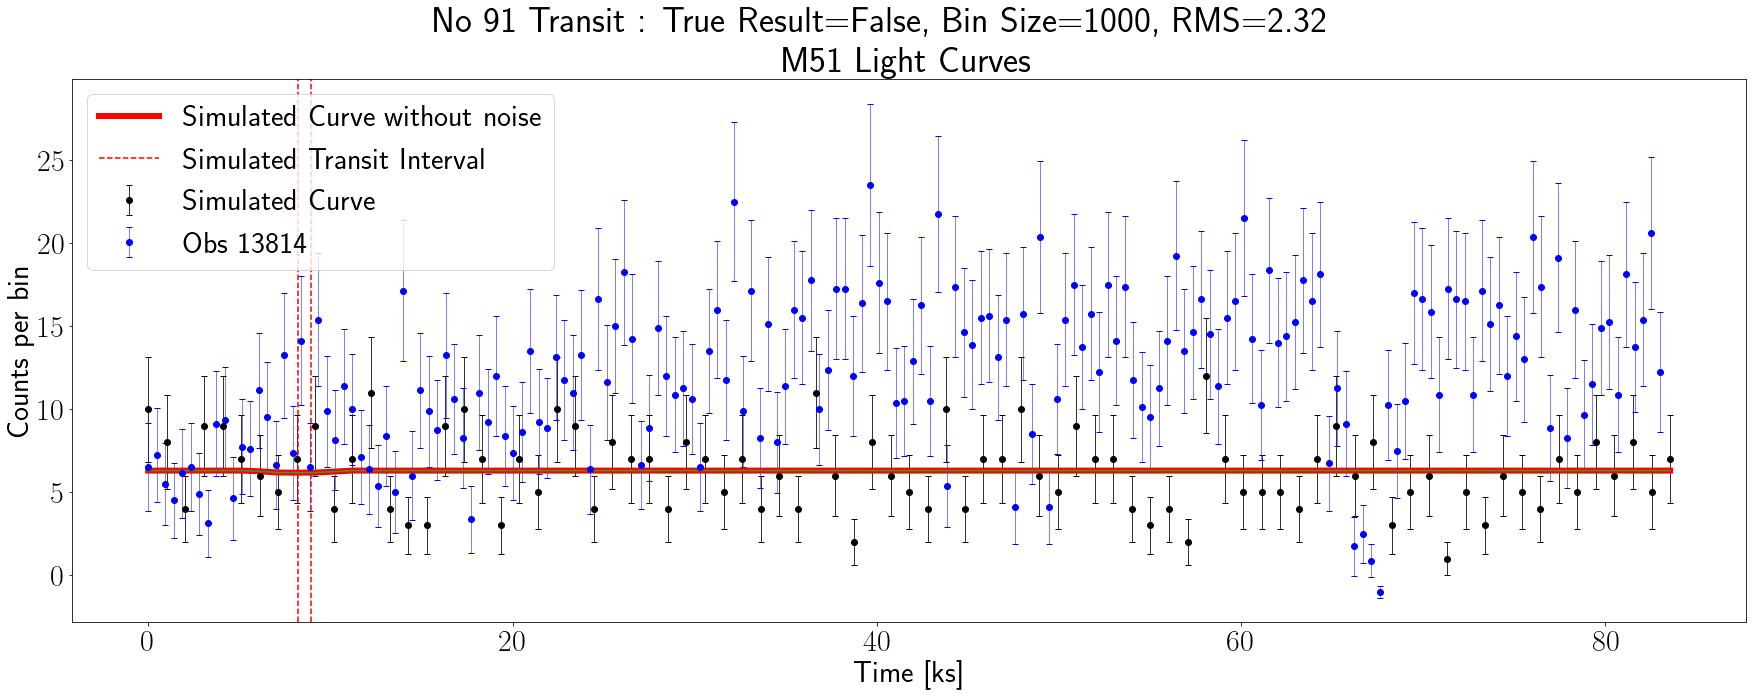 No 91 Transit : True Result=False, Bin Size=1000, RMS=2.32
M51 Light Curves
Simulated Curve without noise
Simulated Transit Interval
Simulated Curve
Obs 13814
Counts per bin
25
20
15
10
5
0
0 20 40 60 80
Time [ks]